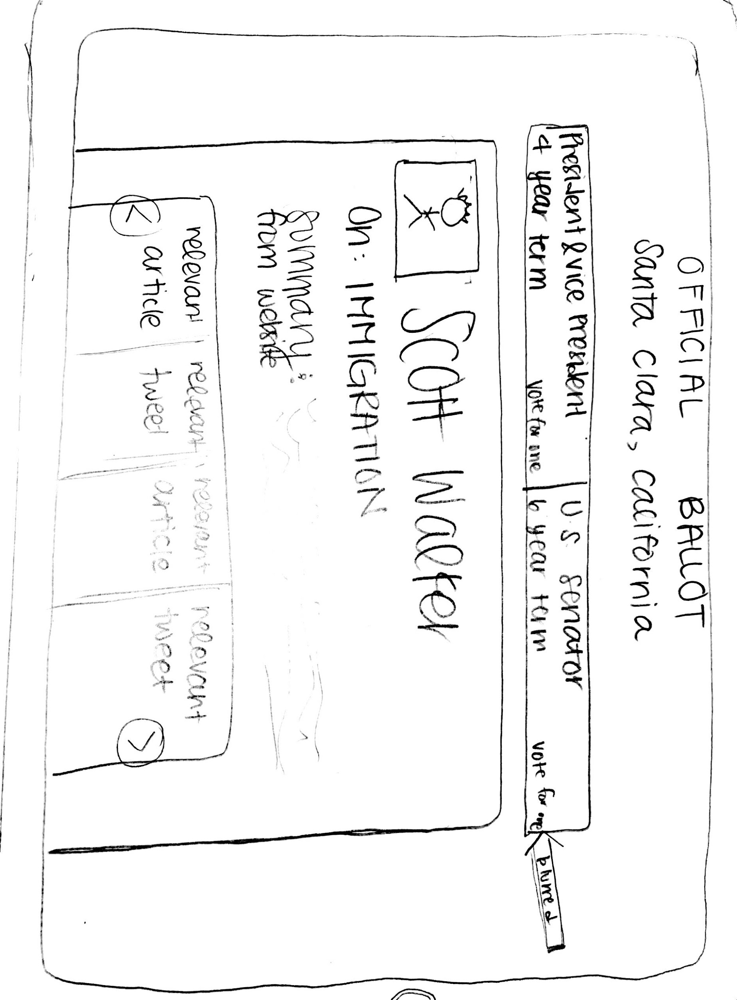 OFFICIAL BALLOT
Santa Clara, California
President & vice president
4 year term vote for one
U.S. Senator
6 year term vote for one
blurred
Scott Walter
On: IMMIGRATION
Summary:
from website
relevant article
relevant tweet
relevant article
relevant tweet